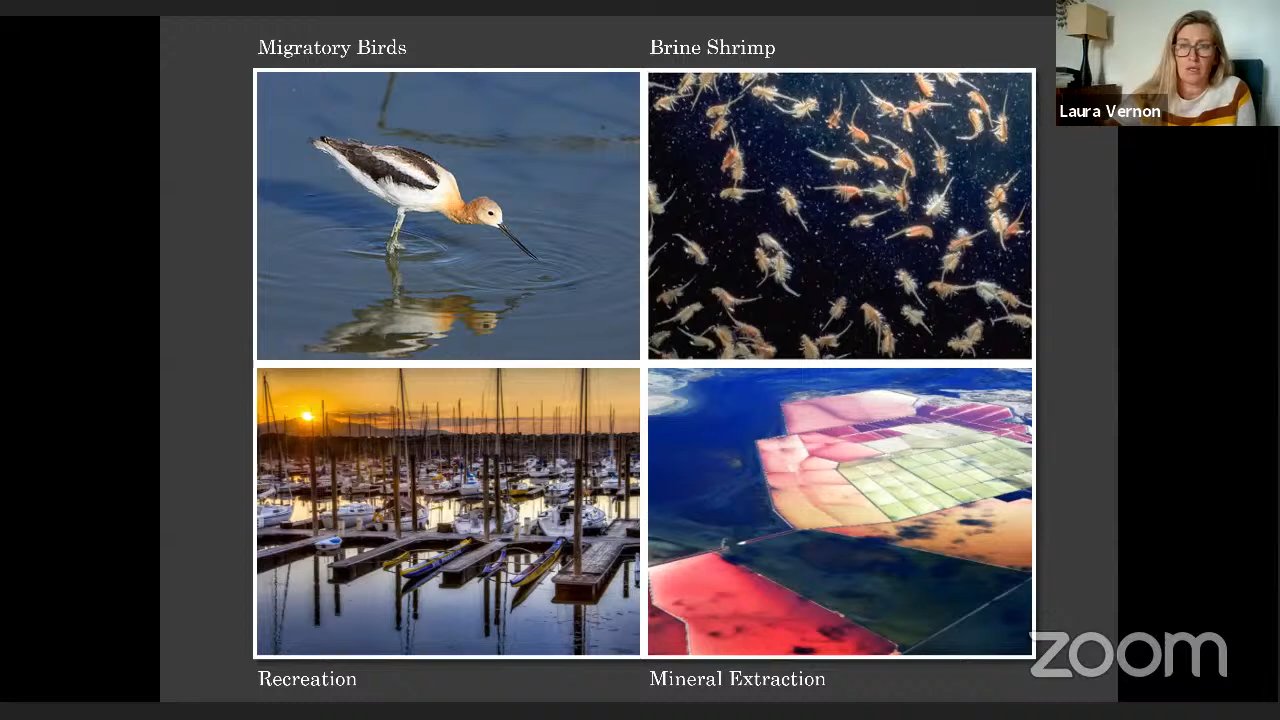 Migratory Birds
Brine Shrimp
Laura Vernon
Recreation
Mineral Extraction
zoom